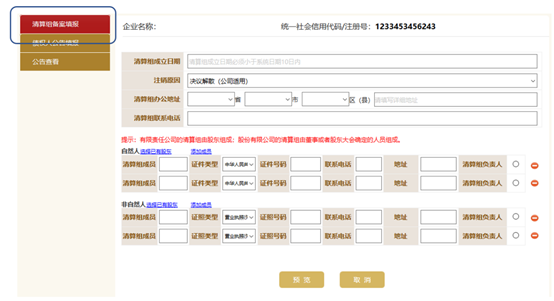 清算组备案填报
债权人公告填报
公告查看
企业名称： 统一社会信用代码/注册号：1233453456243
清算组成立日期 清算组成立日期必须小于系统日期10日内
注销原因 决议解散（公司适用）
清算组办公地址 省 市 区（县） 请填写详细地址
清算组联系电话
提示：有限责任公司的清算组由股东组成；股份有限公司的清算组由董事或者股东大会确定的人员组成。
自然人 选择已有股东 添加成员
清算组成员 证件类型 中华人民共 证件号码 联系电话 地址 清算组负责人
清算组成员 证件类型 中华人民共 证件号码 联系电话 地址 清算组负责人
非自然人 选择已有股东 添加成员
清算组成员 证照类型 营业执照 证照号码 联系电话 地址 清算组负责人
清算组成员 证照类型 营业执照 证照号码 联系电话 地址 清算组负责人
预 览 取 消